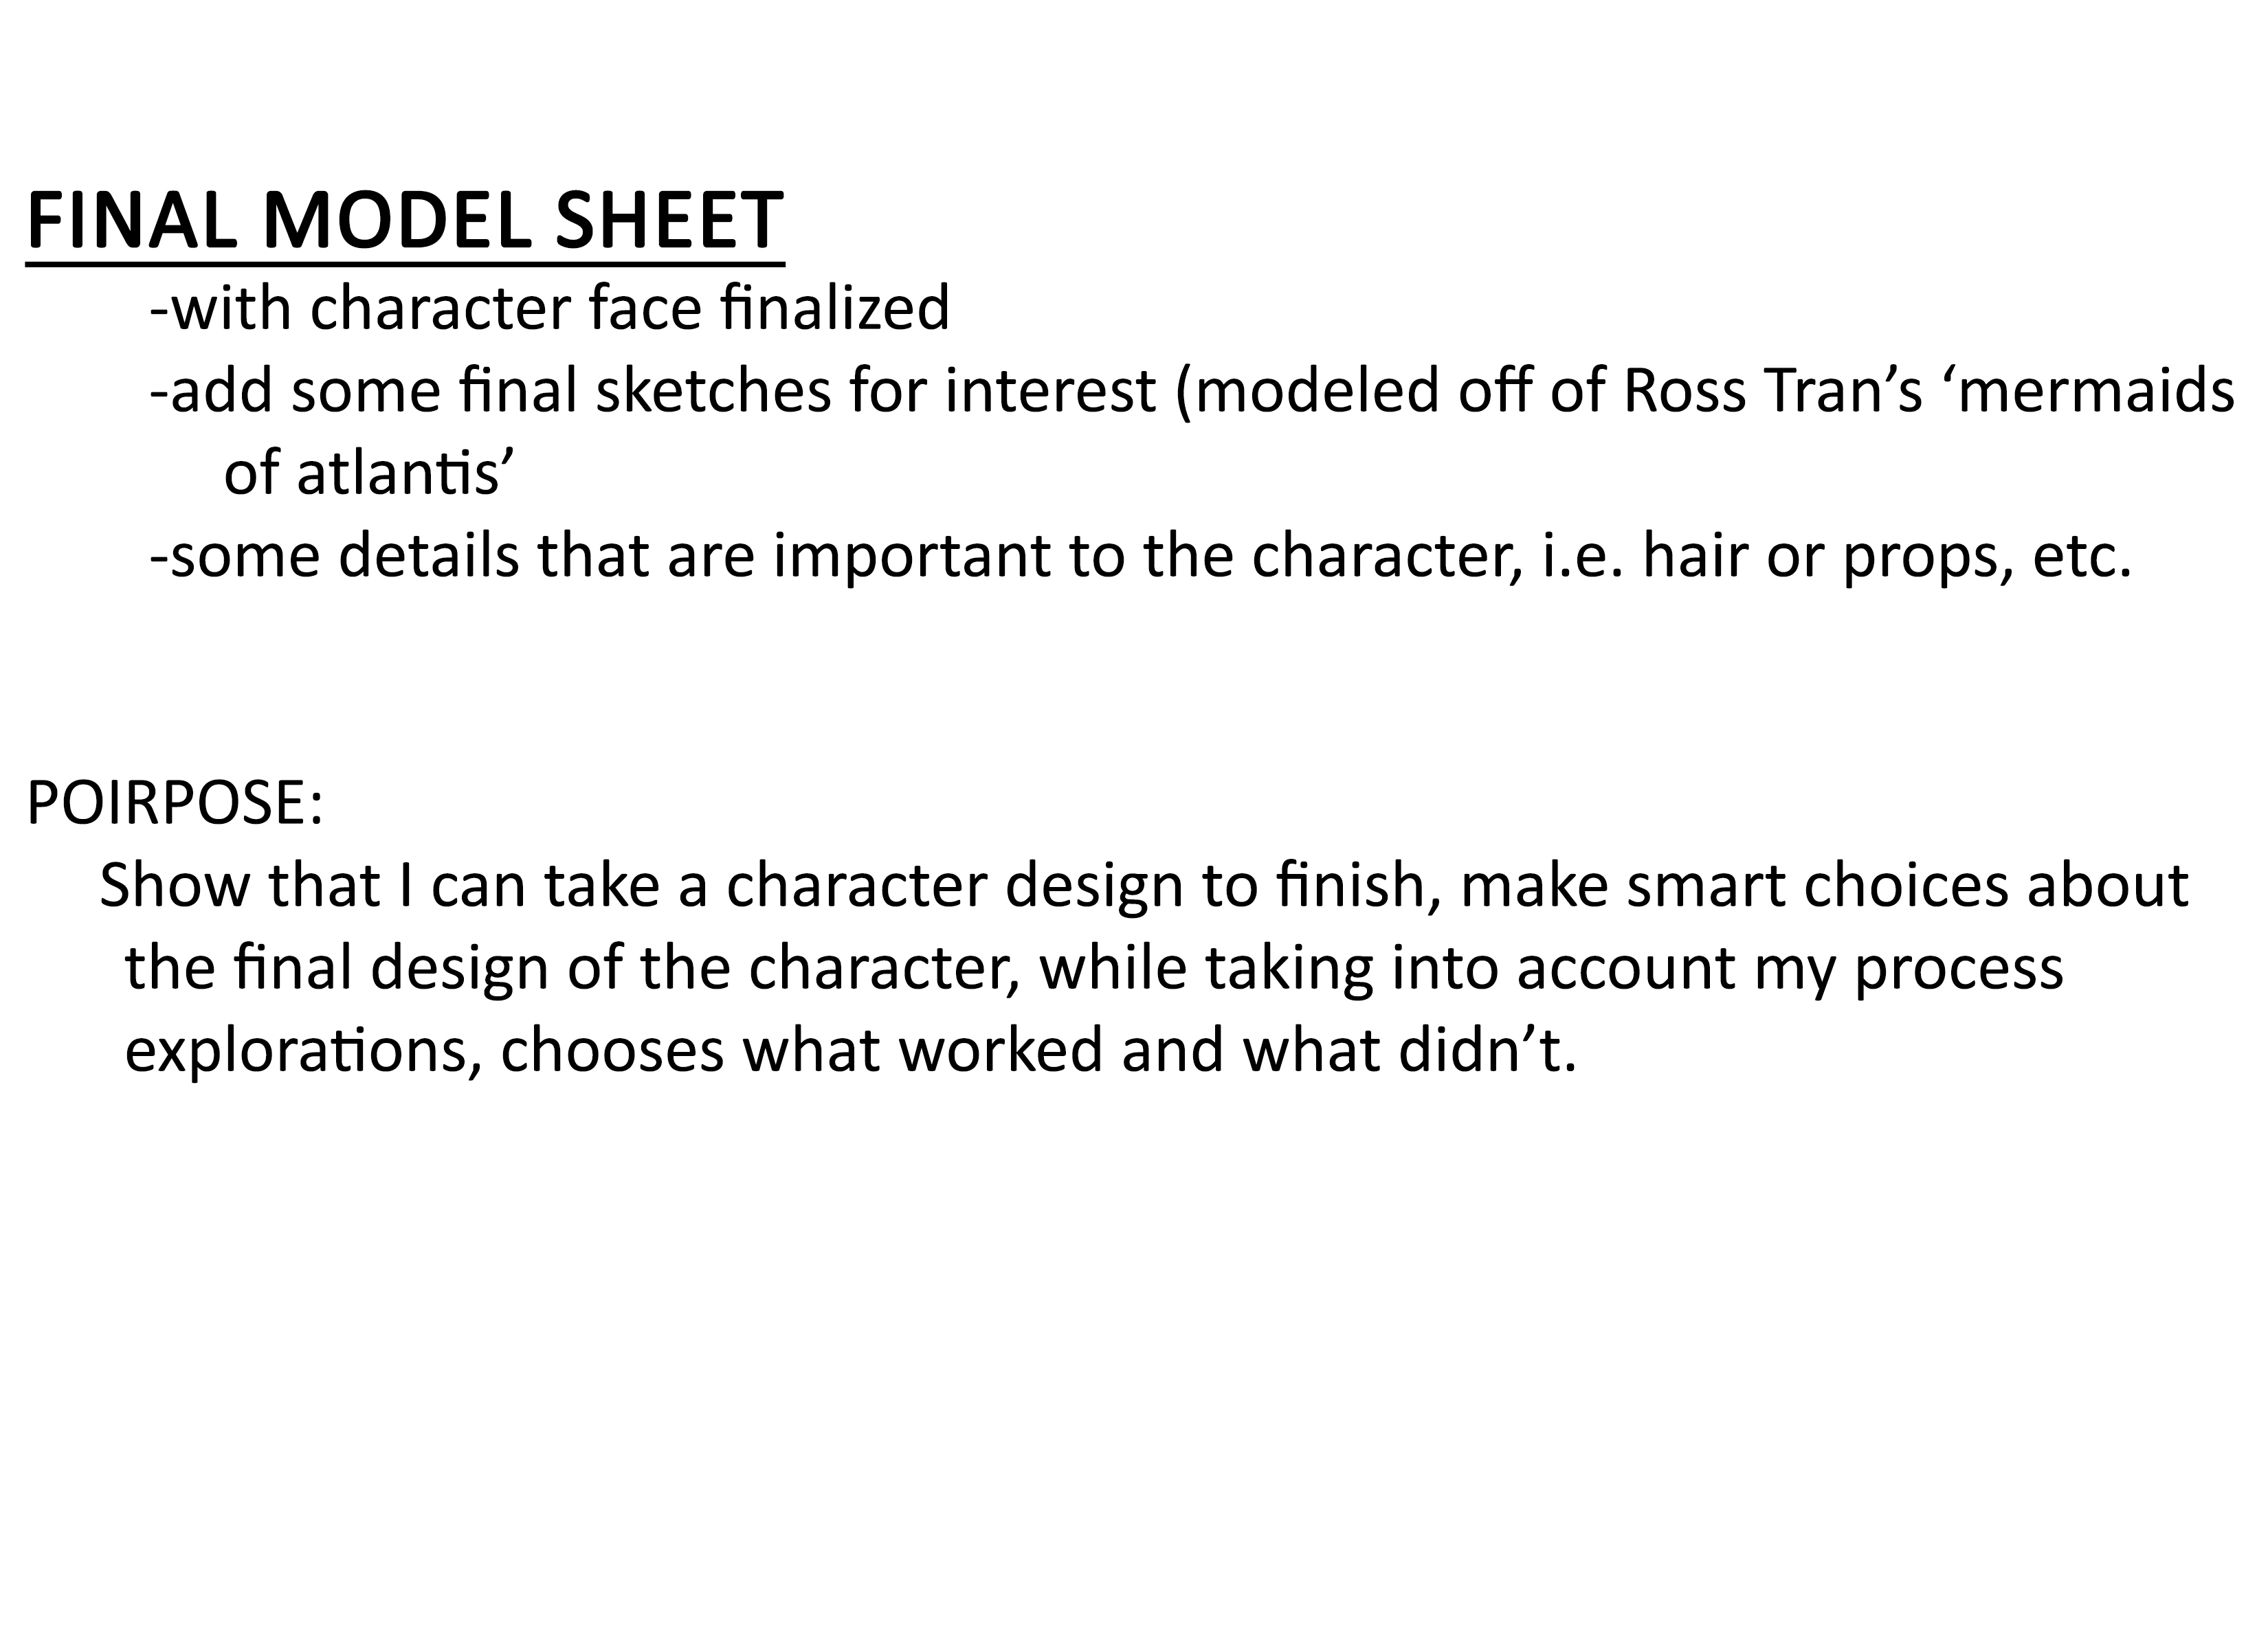 FINAL MODEL SHEET
-with character face finalized
-add some final sketches for interest (modeled off of Ross Tran’s ‘mermaids
of atlantis’
-some details that are important to the character, i.e. hair or props, etc.
POIRPOSE:
Show that I can take a character design to finish, make smart choices about
the final design of the character, while taking into account my process
explorations, chooses what worked and what didn’t.